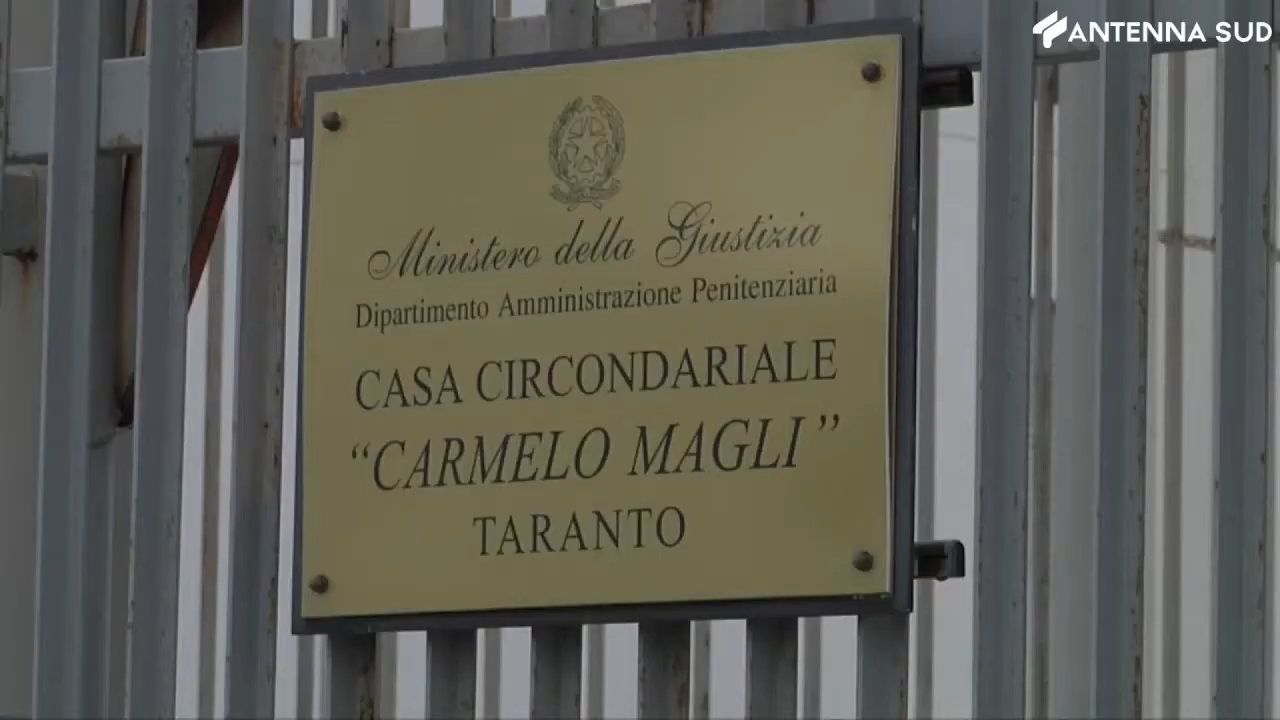 ANTENNA SUD
Ministero della Giustizia
Dipartimento Amministrazione Penitenziaria
CASA CIRCONDARIALE
“CARMELO MAGLI”
TARANTO